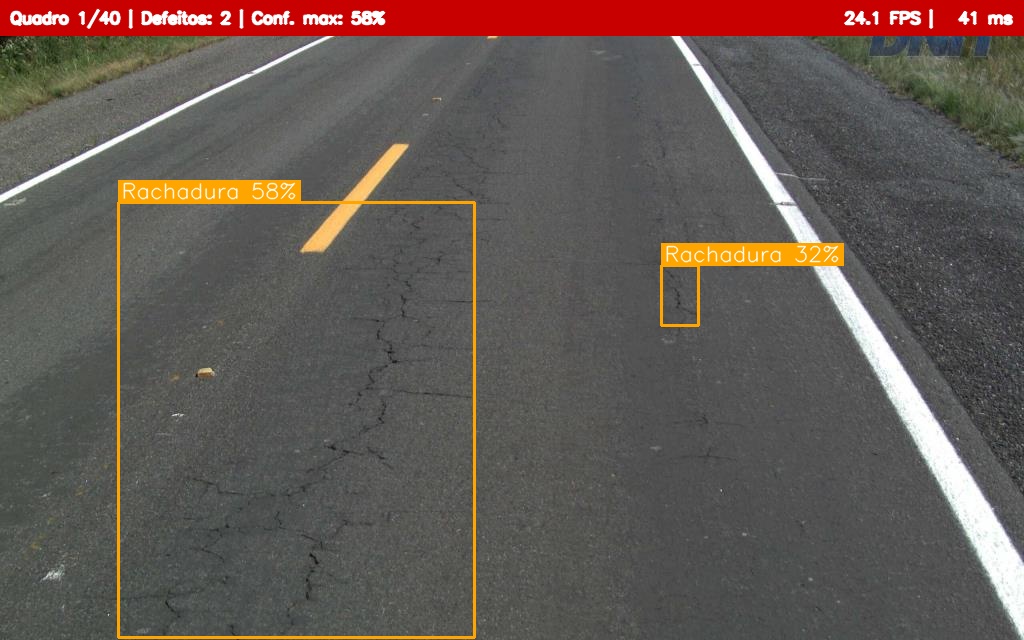 Quadro 1/40 | Defeitos: 2 | Conf. max: 58% 24.1 FPS | 41 ms
Rachadura 58%
Rachadura 32%